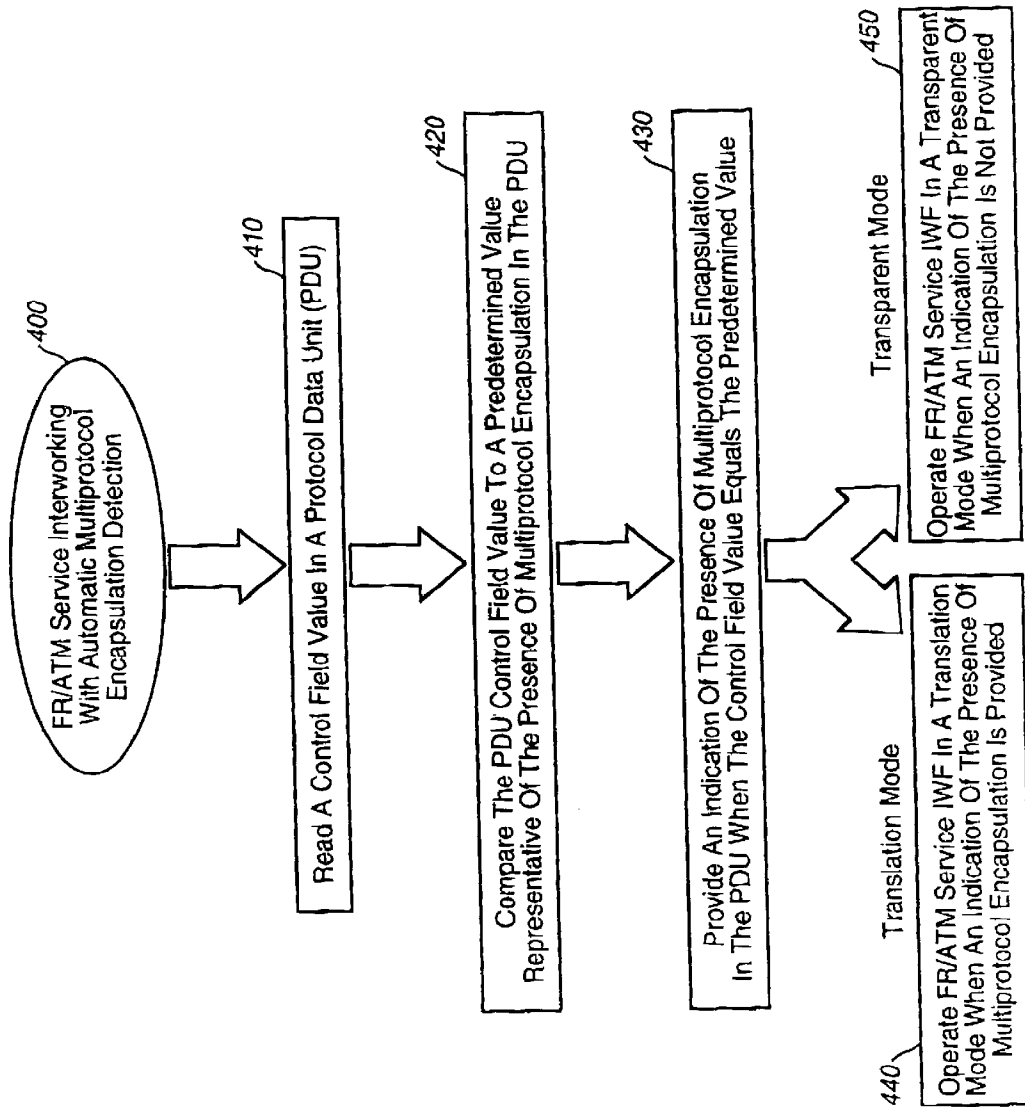 400
FR/ATM Service Interworking
With Automatic Multiprotocol
Encapsulation Detection
410
Read A Control Field Value In A Protocol Data Unit (PDU)
420
Compare The PDU Control Field Value To A Predetermined Value
Representative Of The Presence Of Multiprotocol Encapsulation In The PDU
430
Provide An Indication Of The Presence Of Multiprotocol Encapsulation
In The PDU When The Control Field Value Equals The Predetermined Value
440
Translation Mode
Operate FR/ATM Service IWF In A Translation
Mode When An Indication Of The Presence Of
Multiprotocol Encapsulation Is Provided
Transparent Mode
450
Operate FR/ATM Service IWF In A Transparent
Mode When An Indication Of The Presence Of
Multiprotocol Encapsulation Is Not Provided